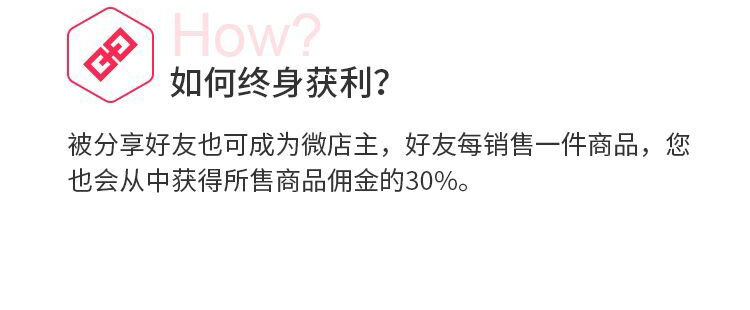 How?
如何终身获利？
被分享好友也可成为微店主，好友每销售一件商品，您
也会从中获得所售商品佣金的30%。